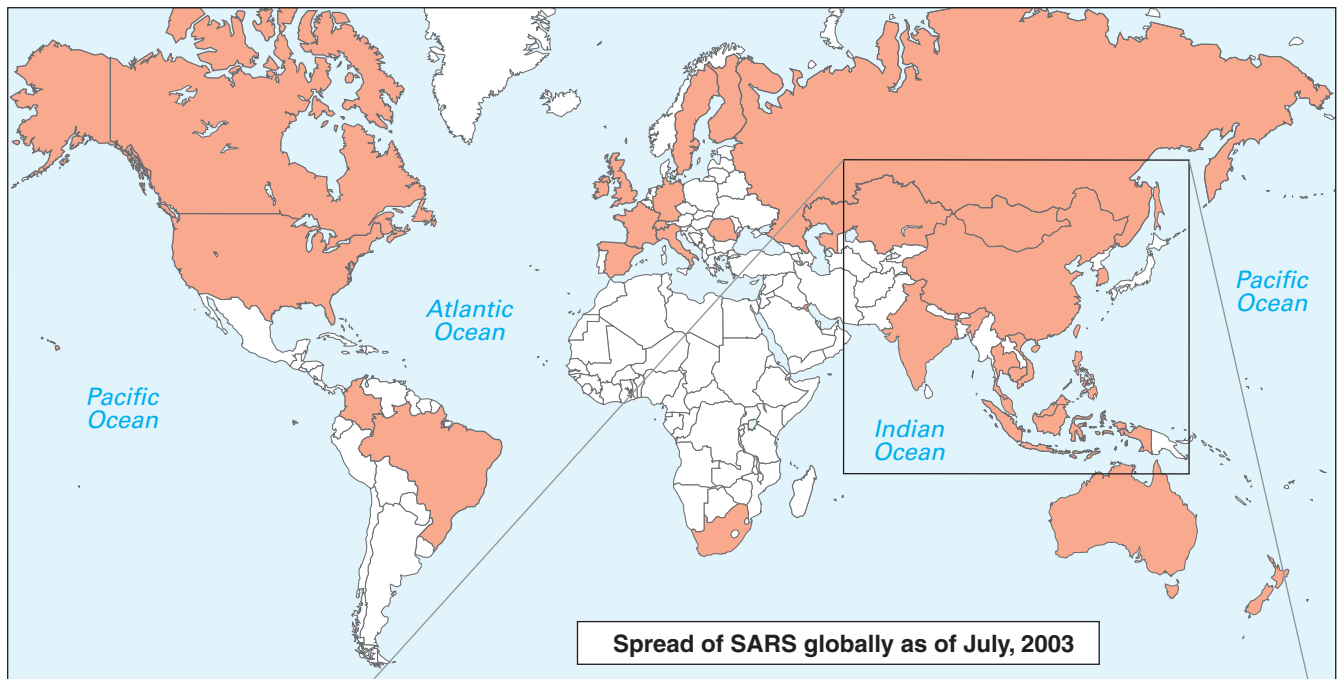 Atlantic
Ocean
Pacific
Ocean
Pacific
Ocean
Indian
Ocean
Spread of SARS globally as of July, 2003